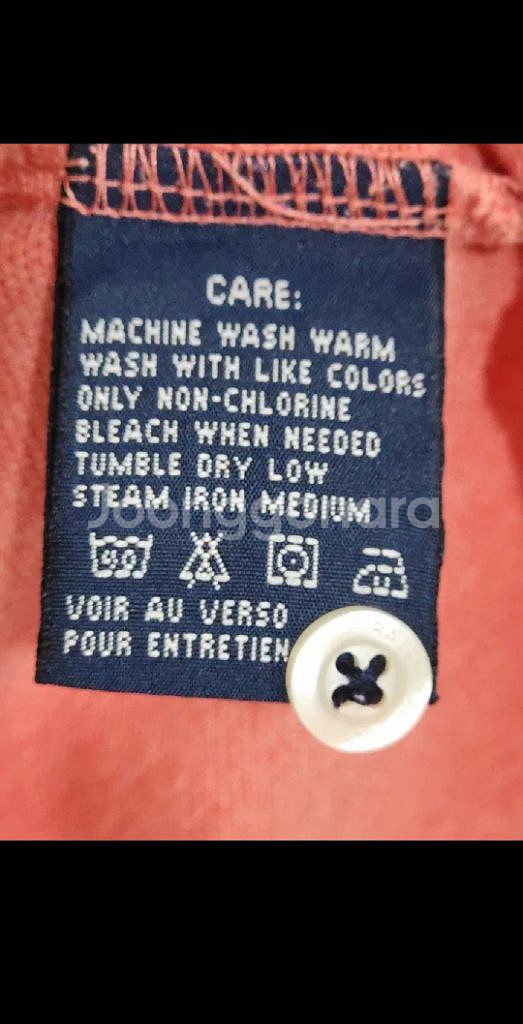 CARE:
MACHINE WASH WARM
WASH WITH LIKE COLORS
ONLY NON-CHLORINE
BLEACH WHEN NEEDED
TUMBLE DRY LOW
STEAM IRON MEDIUM
Joonggonara
VOIR AU VERSO
POUR ENTRETIEN